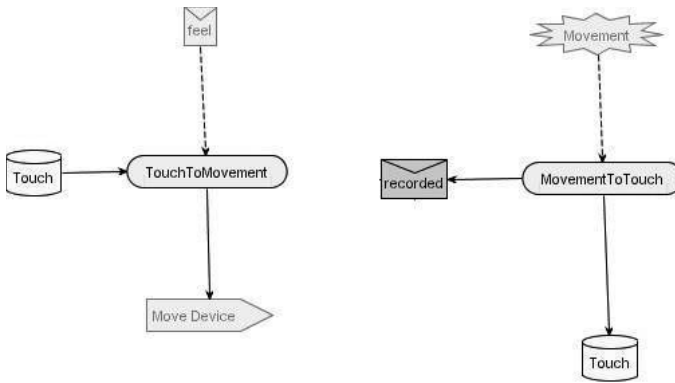 feel
Movement
Touch
TouchToMovement
recorded
MovementToTouch
Move Device
Touch